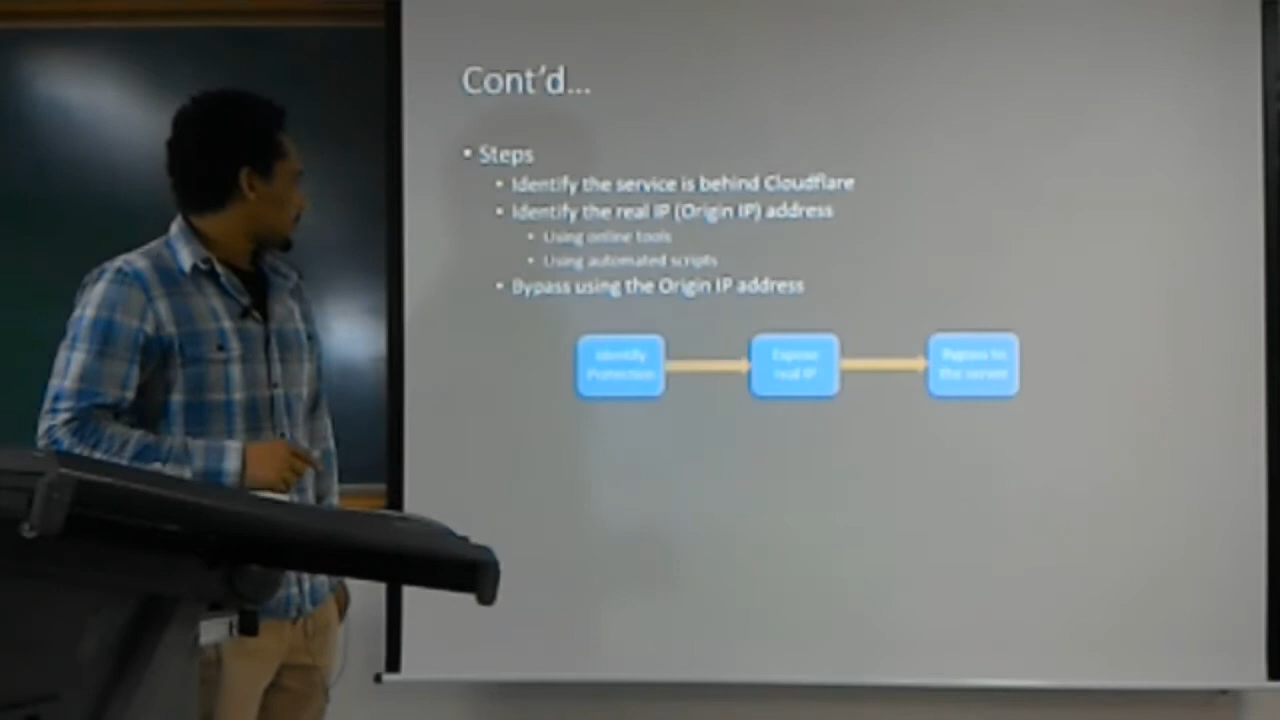 Cont'd...
• Steps
• Identify the service is behind Cloudflare
• Identify the real IP (Origin IP) address
• Using online tools
• Using automated scripts
• Bypass using the Origin IP address
Identify
Protection
Expose
real IP
Bypass to
the server